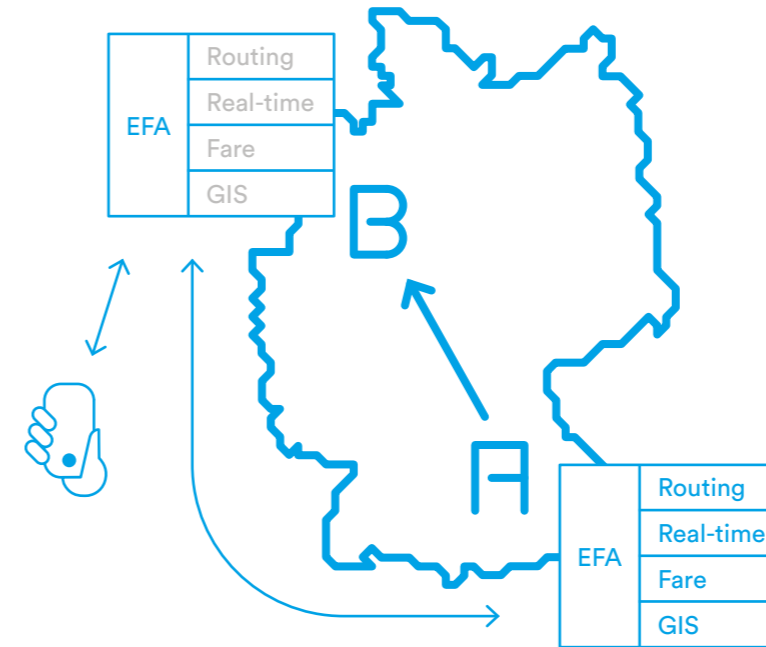 EFA
Routing
Real-time
Fare
GIS
B
A
EFA
Routing
Real-time
Fare
GIS